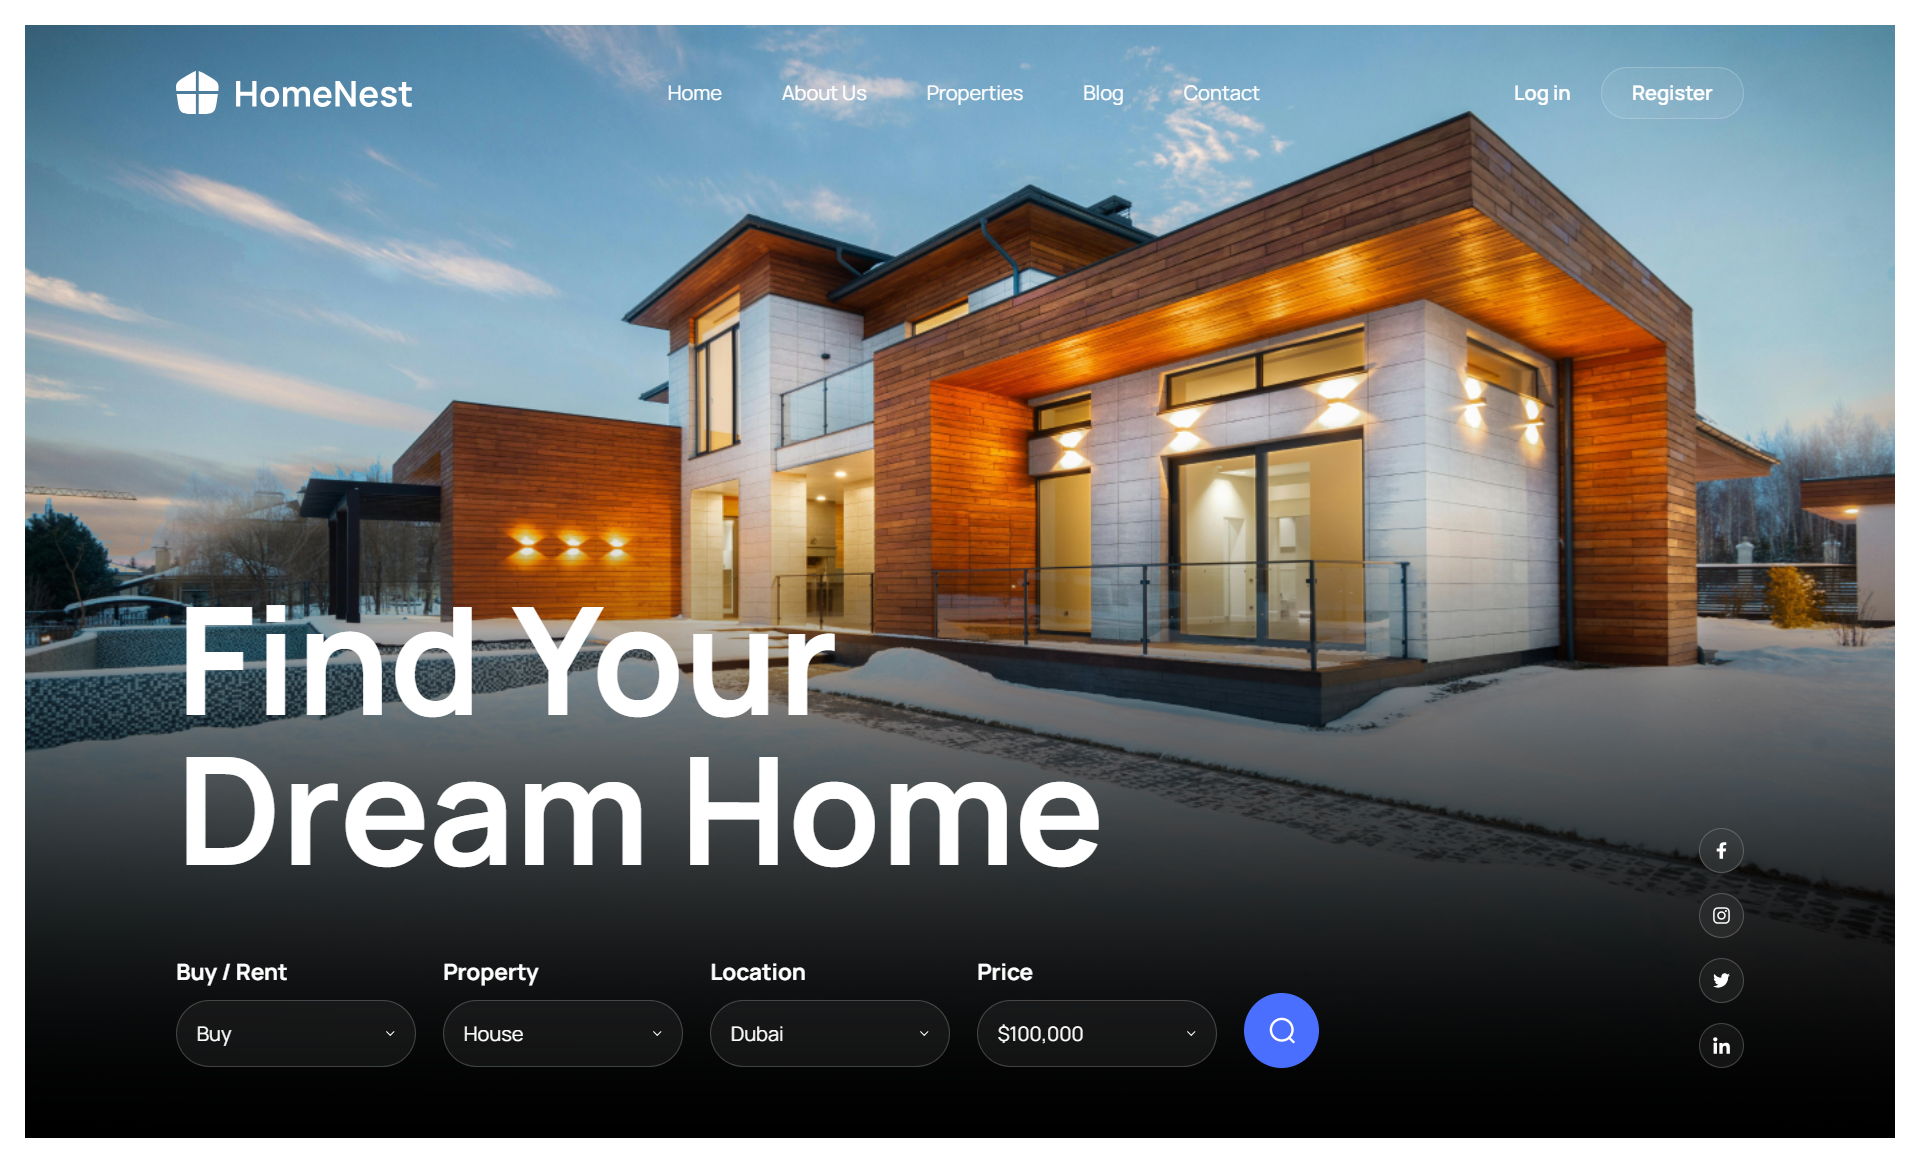 HomeNest
Home
About Us
Properties
Blog
Contact
Log in
Register
Find Your
Dream Home
Buy / Rent
Property
Location
Price
Buy
House
Dubai
$100,000